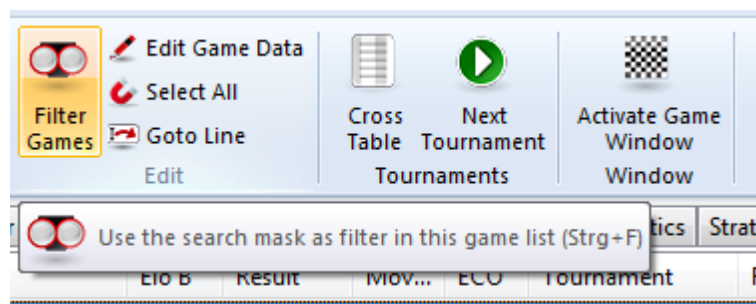 Filter
Games
Edit Game Data
Select All
Goto Line
Edit
Cross
Table
Next
Tournament
Tournaments
Activate Game
Window
Window
Use the search mask as filter in this game list (Strg+F)
tics
Strat
Elo B
Result
Mov...
ECO
Tournament